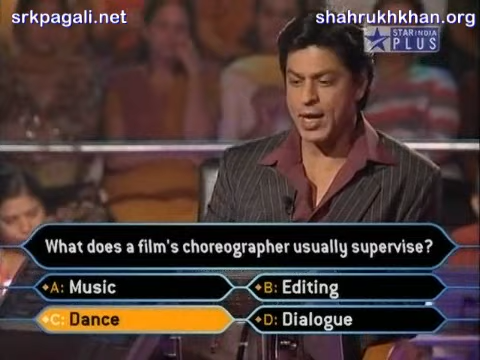 srkpagali.net
shahrukhkhan.org
STAR INDIA
PLUS
What does a film's choreographer usually supervise?
A: Music
B: Editing
C: Dance
D: Dialogue